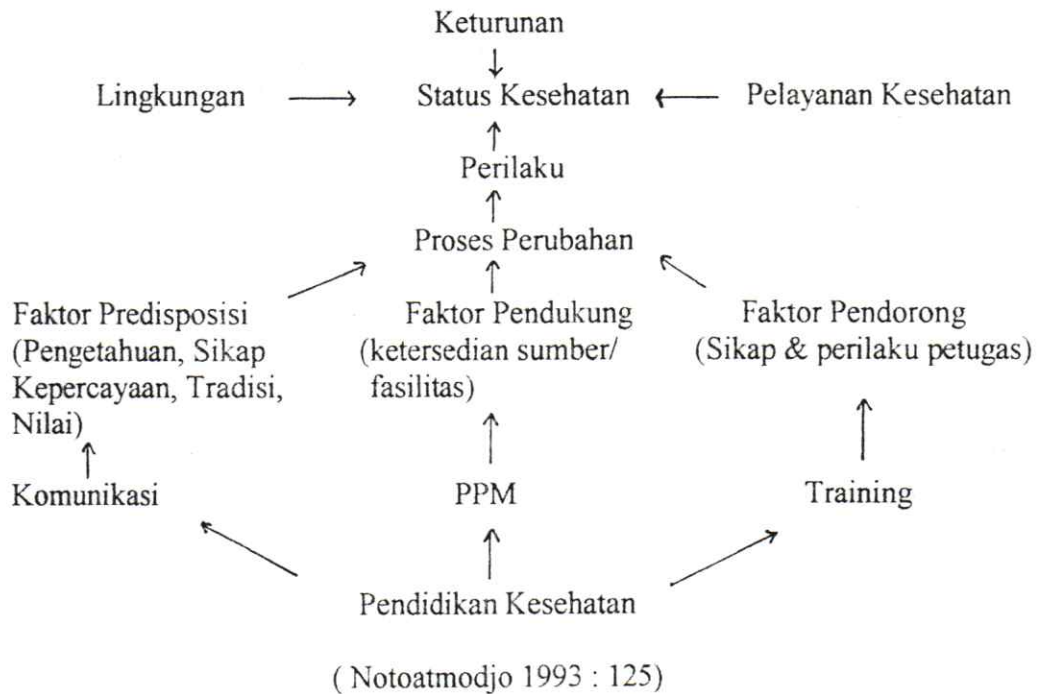 Keturunan
Lingkungan Status Kesehatan Pelayanan Kesehatan
Perilaku
Proses Perubahan
Faktor Predisposisi
(Pengetahuan, Sikap
Kepercayaan, Tradisi,
Nilai)
Faktor Pendukung
(ketersedian sumber/
fasilitas)
Faktor Pendorong
(Sikap & perilaku petugas)
Komunikasi PPM Training
Pendidikan Kesehatan
( Notoatmodjo 1993 : 125)